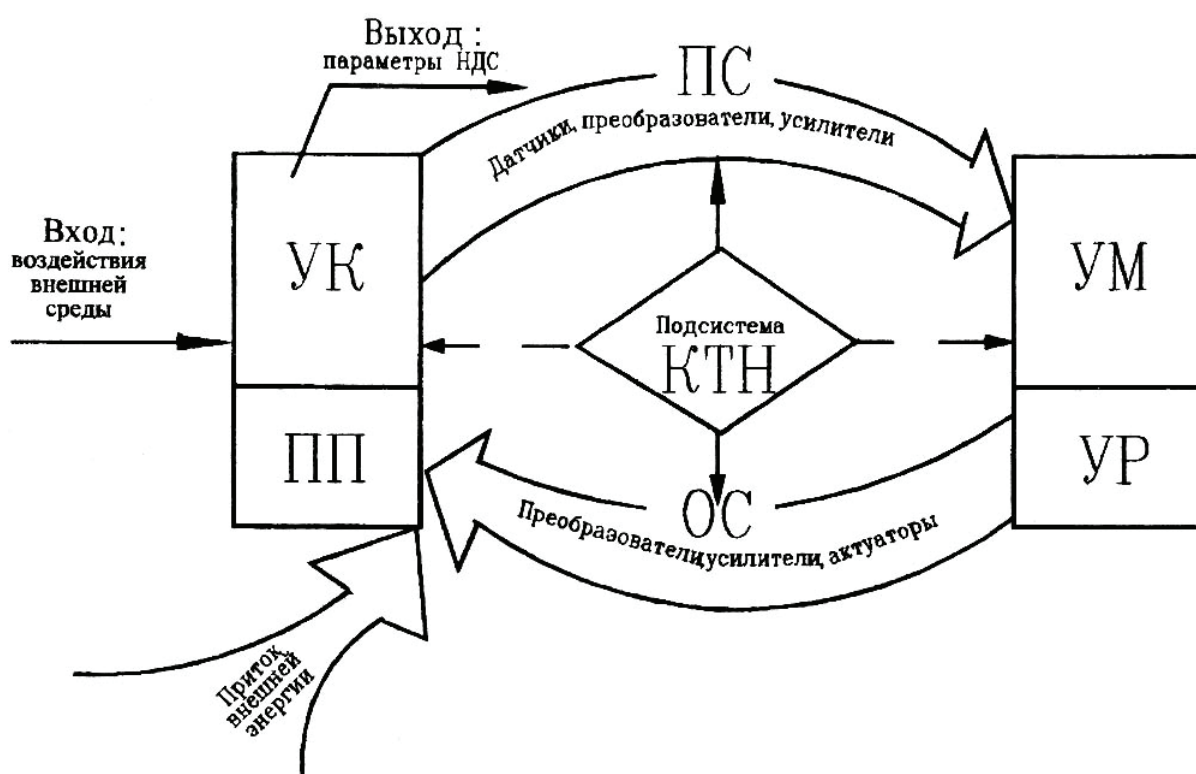 Выход :
параметры НДС
ПС
Датчики, преобразователи, усилители
Вход:
воздействия
внешней
среды
УК
УМ
Подсистема
КТН
ПП
УР
ОС
Преобразователи,усилители, актуаторы
Приток
внешней
энергии